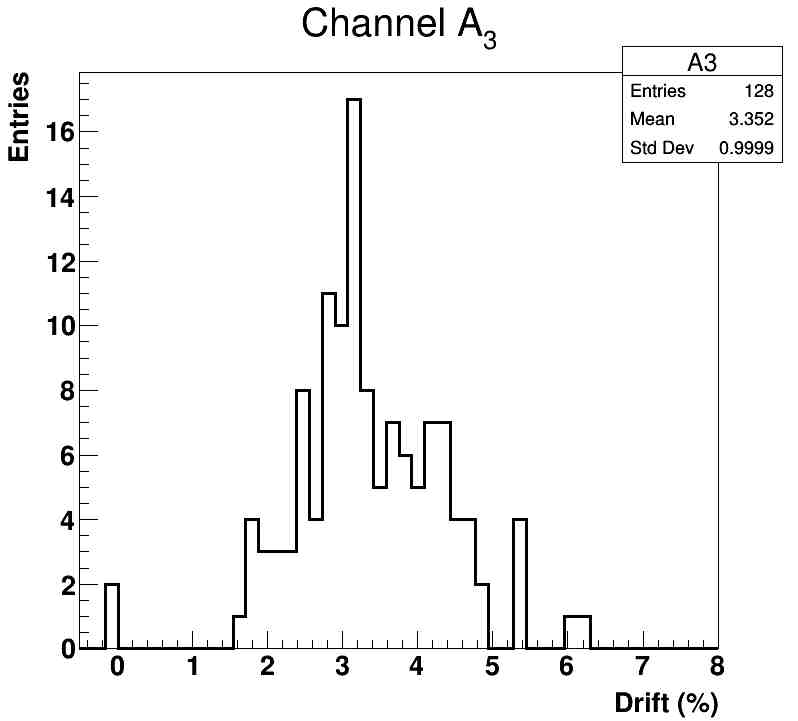 Channel A₃
A3
Entries 128
Mean 3.352
Std Dev 0.9999
Entries
16
14
12
10
8
6
4
2
0
0 1 2 3 4 5 6 7 8
Drift (%)